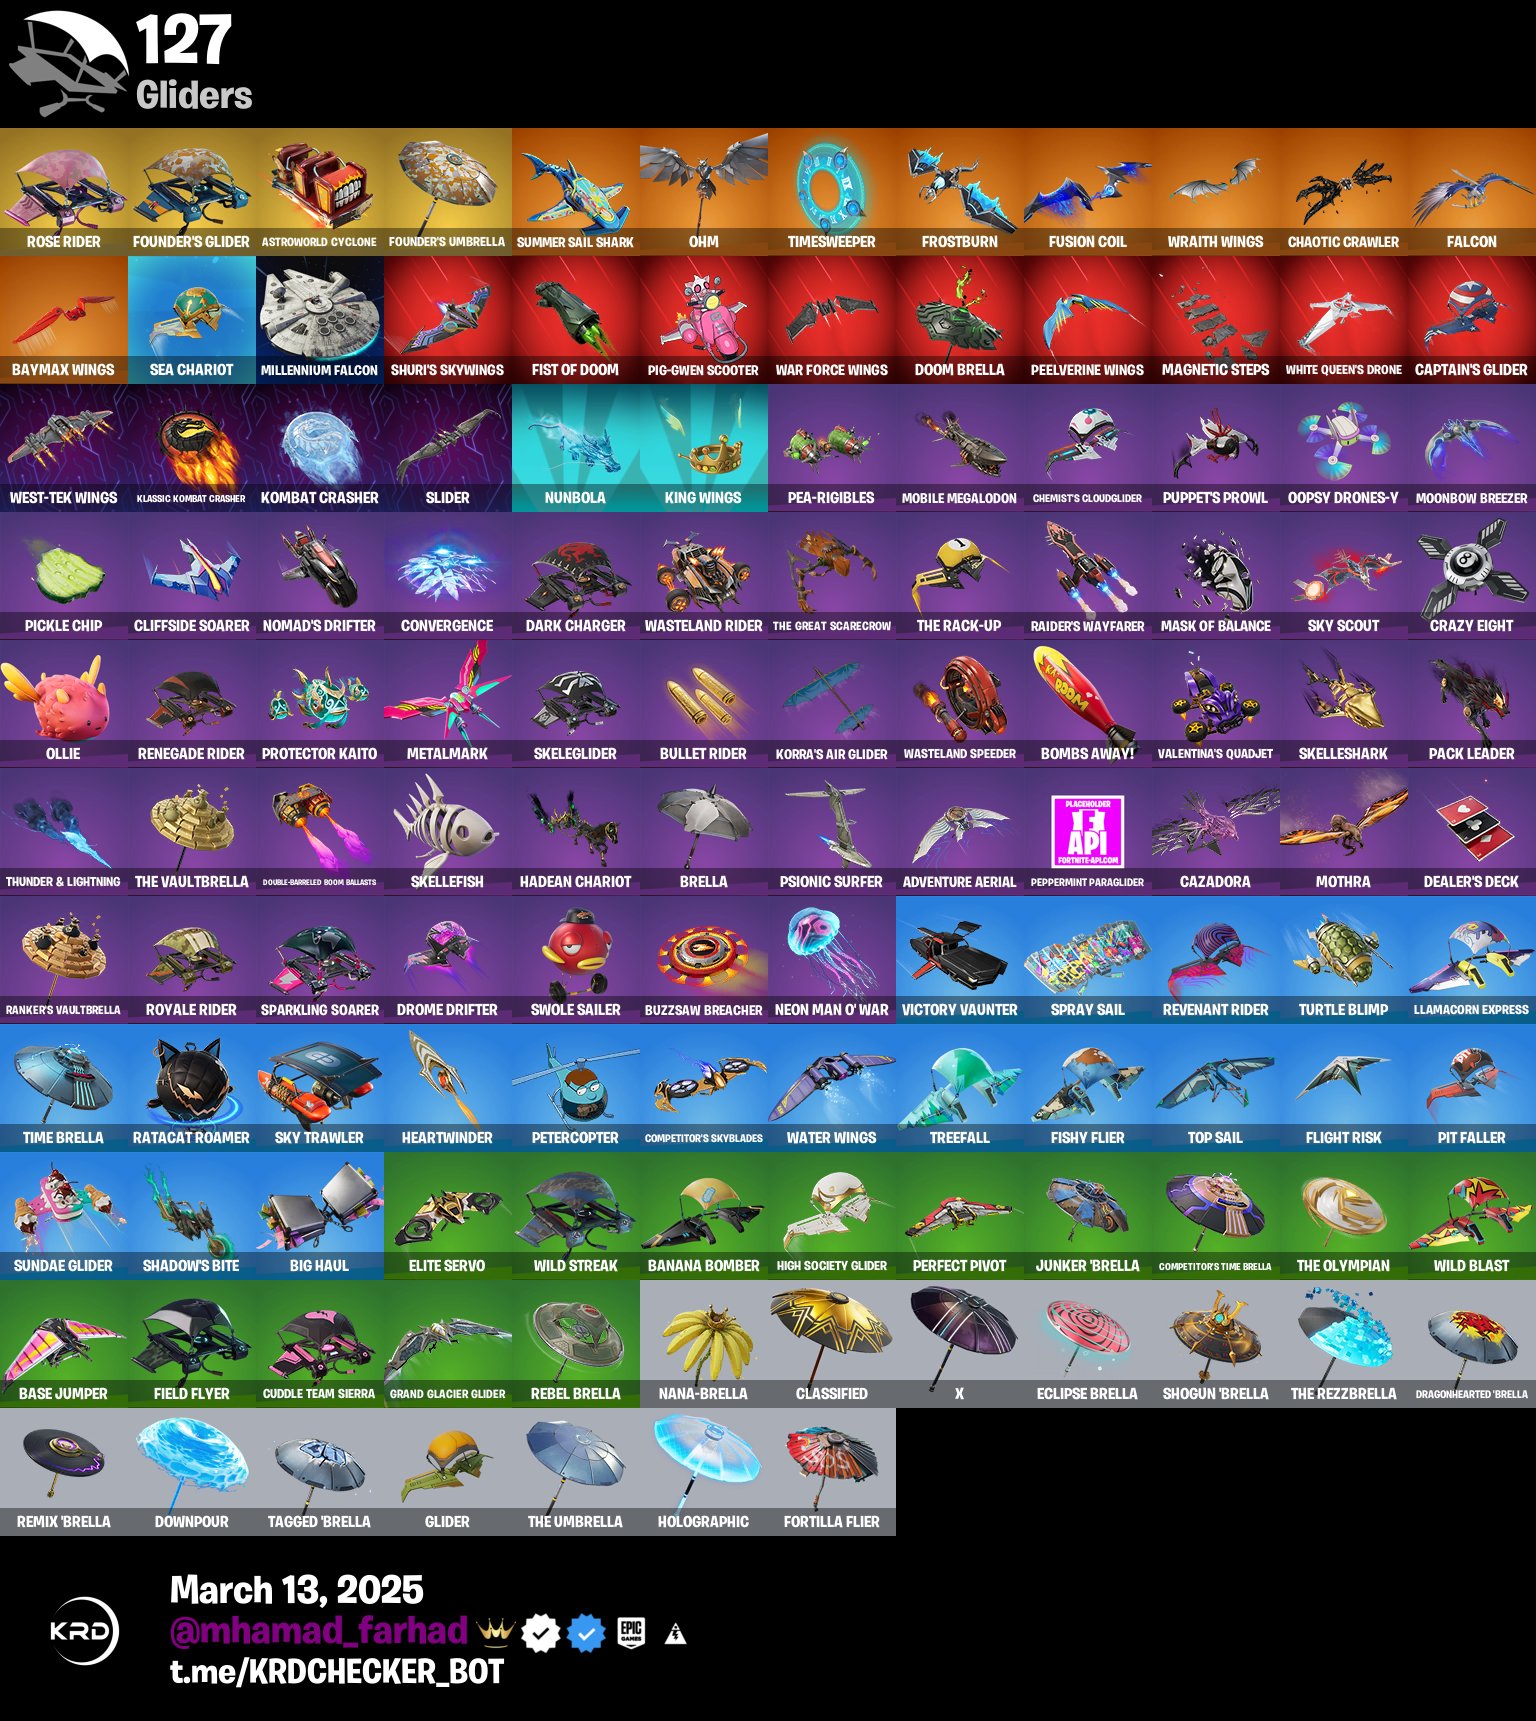 127
Gliders
ROSE RIDER
FOUNDER'S GLIDER
ASTROWORLD CYCLONE
FOUNDER'S UMBRELLA
SUMMER SAIL SHARK
OHM
TIMESWEEPER
FROSTBURN
FUSION COIL
WRAITH WINGS
CHAOTIC CRAWLER
FALCON
BAYMAX WINGS
SEA CHARIOT
MILLENNIUM FALCON
SHURI'S SKYWINGS
FIST OF DOOM
PIG-GWEN SCOOTER
WAR FORCE WINGS
DOOM BRELLA
PEELVERINE WINGS
MAGNETIC STEPS
WHITE QUEEN'S DRONE
CAPTAIN'S GLIDER
WEST-TEK WINGS
KLASSIC KOMBAT CRASHER
KOMBAT CRASHER
SLIDER
NUNBOLA
KING WINGS
PEA-RIGIBLES
MOBILE MEGALODON
CHEMIST'S CLOUDGLIDER
PUPPET'S PROWL
OOPSY DRONES-Y
MOONBOW BREEZER
PICKLE CHIP
CLIFFSIDE SOARER
NOMAD'S DRIFTER
CONVERGENCE
DARK CHARGER
WASTELAND RIDER
THE GREAT SCARECROW
1
THE RACK-UP
RAIDER'S WAYFARER
MASK OF BALANCE
SKY SCOUT
8
CRAZY EIGHT
OLLIE
RENEGADE RIDER
PROTECTOR KAITO
METALMARK
SKELEGLIDER
BULLET RIDER
KORRA'S AIR GLIDER
WASTELAND SPEEDER
BOOM
BOMBS AWAY!
VALENTINA'S QUADJET
SKELLESHARK
PACK LEADER
THUNDER & LIGHTNING
THE VAULTBRELLA
DOUBLE-BARRELED BOOM BALLASTS
SKELLEFISH
HADEAN CHARIOT
BRELLA
PSIONIC SURFER
ADVENTURE AERIAL
PLACEHOLDER
F
API
FORTNITE-API.COM
PEPPERMINT PARAGLIDER
CAZADORA
MOTHRA
DEALER'S DECK
RANKER'S VAULTBRELLA
ROYALE RIDER
SPARKLING SOARER
DROME DRIFTER
SWOLE SAILER
BUZZSAW BREACHER
NEON MAN O' WAR
VICTORY VAUNTER
SPRAY SAIL
REVENANT RIDER
TURTLE BLIMP
LLAMACORN EXPRESS
TIME BRELLA
RATACAT ROAMER
SKY TRAWLER
HEARTWINDER
PETERCOPTER
COMPETITOR'S SKYBLADES
WATER WINGS
TREEFALL
FISHY FLIER
TOP SAIL
FLIGHT RISK
PIT FALLER
SUNDAE GLIDER
SHADOW'S BITE
BIG HAUL
ELITE SERVO
WILD STREAK
BANANA BOMBER
HIGH SOCIETY GLIDER
PERFECT PIVOT
JUNKER 'BRELLA
COMPETITOR'S TIME BRELLA
THE OLYMPIAN
WILD BLAST
BASE JUMPER
FIELD FLYER
CUDDLE TEAM SIERRA
GRAND GLACIER GLIDER
REBEL BRELLA
NANA-BRELLA
CLASSIFIED
X
ECLIPSE BRELLA
SHOGUN 'BRELLA
THE REZZBRELLA
DRAGONHEARTED 'BRELLA
REMIX 'BRELLA
DOWNPOUR
TAGGED 'BRELLA
GLIDER
THE UMBRELLA
HOLOGRAPHIC
FORTILLA FLIER
KRD
March 13, 2025
@mhamad_farhad
EPIC GAMES
t.me/KRDCHECKER_BOT